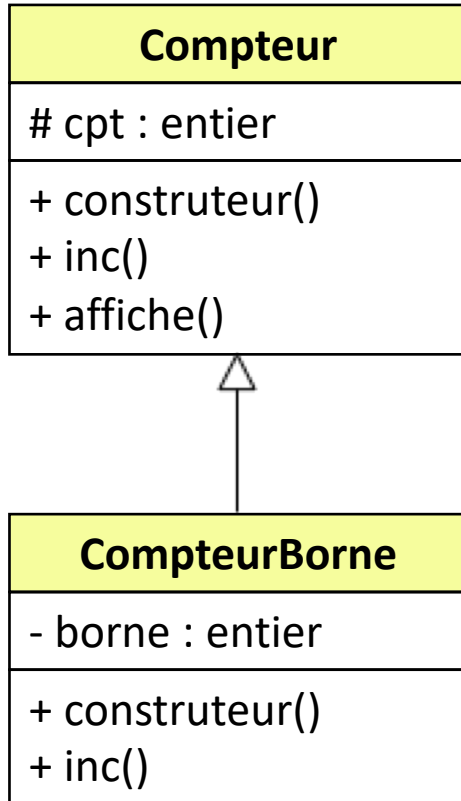 Compteur
# cpt : entier
+ construteur()
+ inc()
+ affiche()
CompteurBorne
- borne : entier
+ construteur()
+ inc()